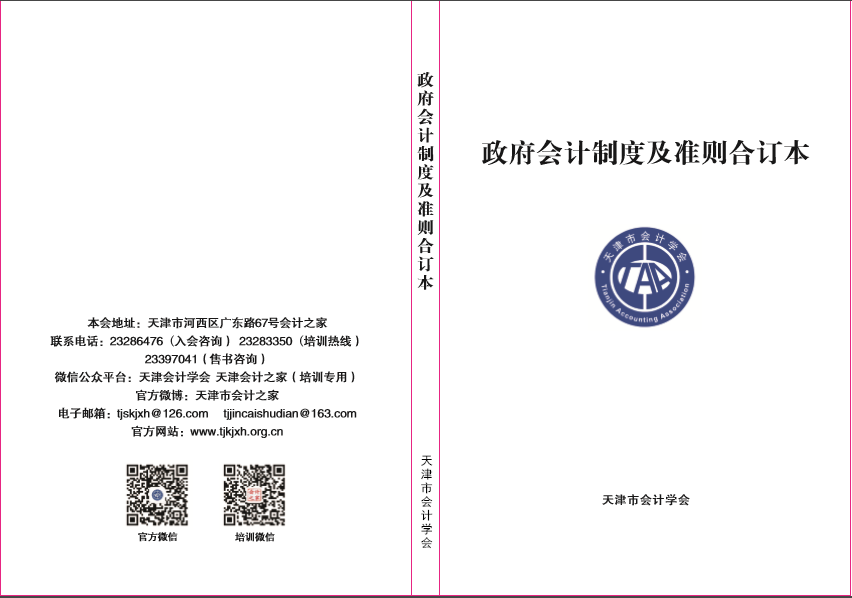 本会地址：天津市河西区广东路67号会计之家
联系电话：23286476（入会咨询） 23283350（培训热线）
23397041（售书咨询）
微信公众平台：天津会计学会 天津会计之家（培训专用）
官方微博：天津市会计之家
电子邮箱：tjskjxh@126.com tjjincaishudian@163.com
官方网站：www.tjkjxh.org.cn
官方微信
培训微信
政府会计制度及准则合订本
天津市会计学会
政府会计制度及准则合订本
天津市会计学会
TAA
Tianjin Accounting Association
天津市会计学会